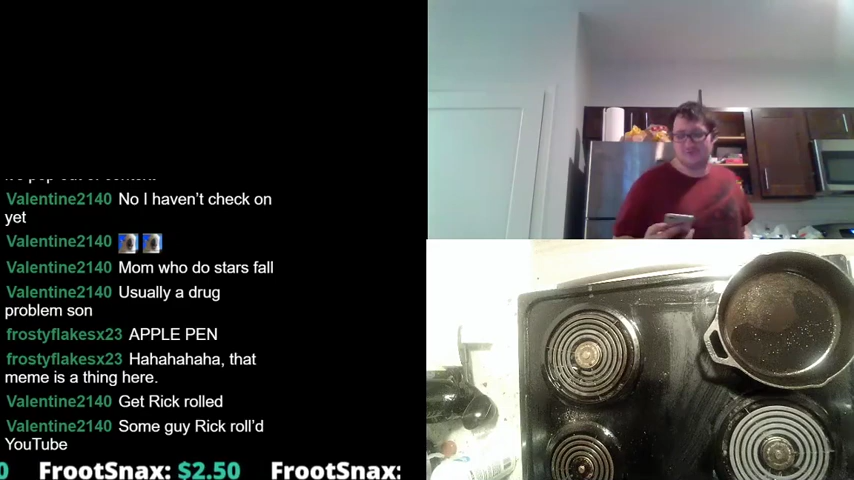 Valentine2140 No I haven't check on
yet
Valentine2140
Valentine2140 Mom who do stars fall
Valentine2140 Usually a drug
problem son
frostyflakesx23 APPLE PEN
frostyflakesx23 Hahahahaha, that
meme is a thing here.
Valentine2140 Get Rick rolled
Valentine2140 Some guy Rick roll'd
YouTube
0 FrootSnax: $2.50 FrootSnax: